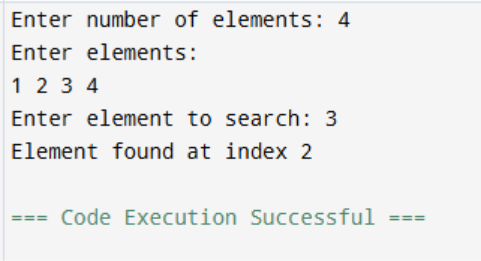 Enter number of elements: 4
Enter elements:
1 2 3 4
Enter element to search: 3
Element found at index 2
=== Code Execution Successful ===